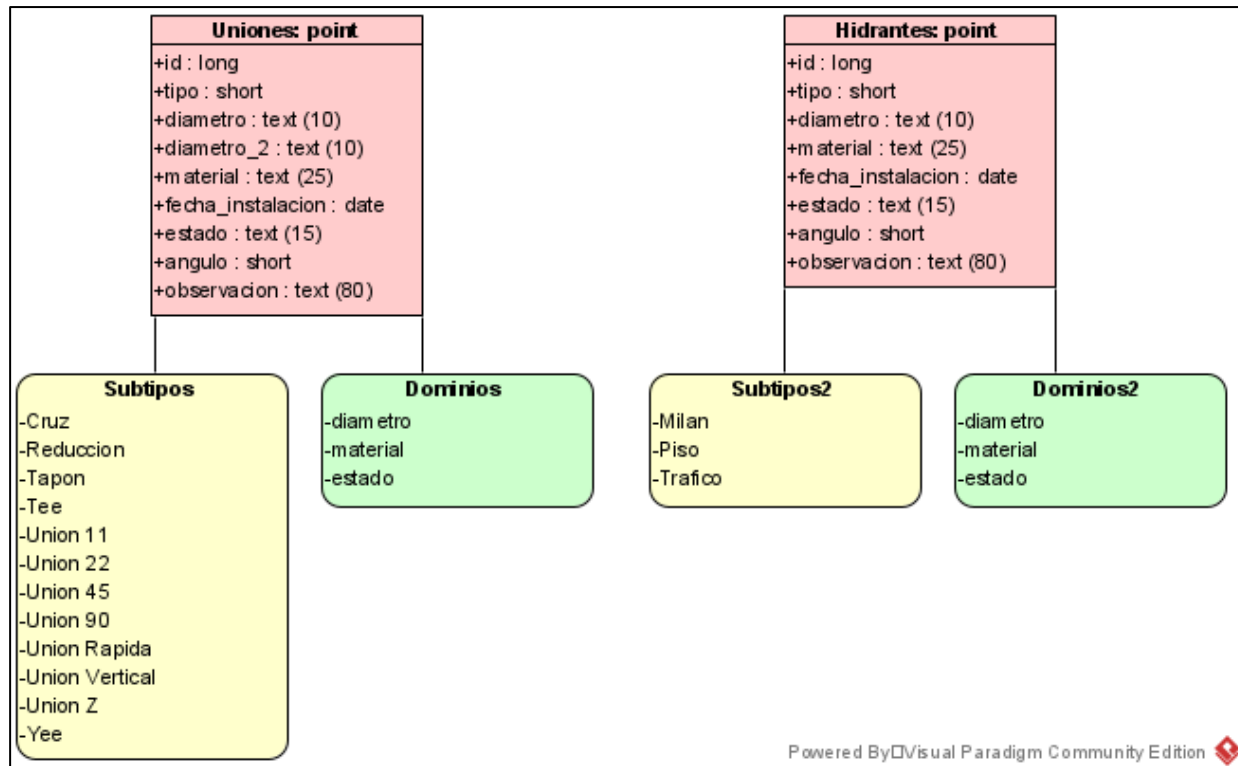 Uniones: point
+id : long
+tipo : short
+diametro : text (10)
+diametro_2 : text (10)
+material : text (25)
+fecha_instalacion : date
+estado : text (15)
+angulo : short
+observacion : text (80)
Subtipos
-Cruz
-Reduccion
-Tapon
-Tee
-Union 11
-Union 22
-Union 45
-Union 90
-Union Rapida
-Union Vertical
-Union Z
-Yee
Dominios
-diametro
-material
-estado
Hidrantes: point
+id : long
+tipo : short
+diametro : text (10)
+material : text (25)
+fecha_instalacion : date
+estado : text (15)
+angulo : short
+observacion : text (80)
Subtipos2
-Milan
-Piso
-Trafico
Dominios2
-diametro
-material
-estado
Powered By□Visual Paradigm Community Edition